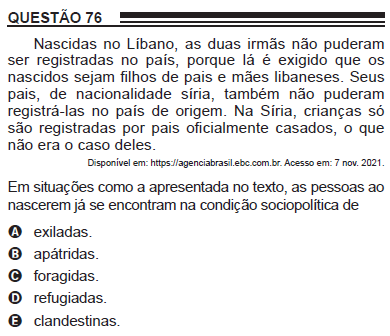 QUESTÃO 76
Nascidas no Líbano, as duas irmãs não puderam
ser registradas no país, porque lá é exigido que os
nascidos sejam filhos de pais e mães libaneses. Seus
pais, de nacionalidade síria, também não puderam
registrá-las no país de origem. Na Síria, crianças só
são registradas por pais oficialmente casados, o que
não era o caso deles.
Disponível em: https://agenciabrasil.ebc.com.br. Acesso em: 7 nov. 2021.
Em situações como a apresentada no texto, as pessoas ao
nascerem já se encontram na condição sociopolítica de
A exiladas.
B apátridas.
C foragidas.
D refugiadas.
E clandestinas.